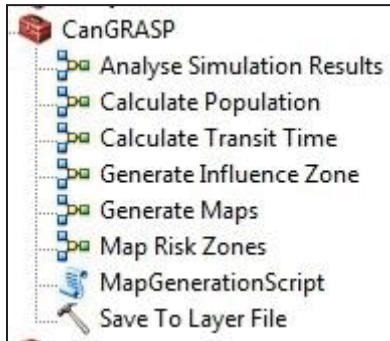 CanGRASP
Analyse Simulation Results
Calculate Population
Calculate Transit Time
Generate Influence Zone
Generate Maps
Map Risk Zones
MapGenerationScript
Save To Layer File